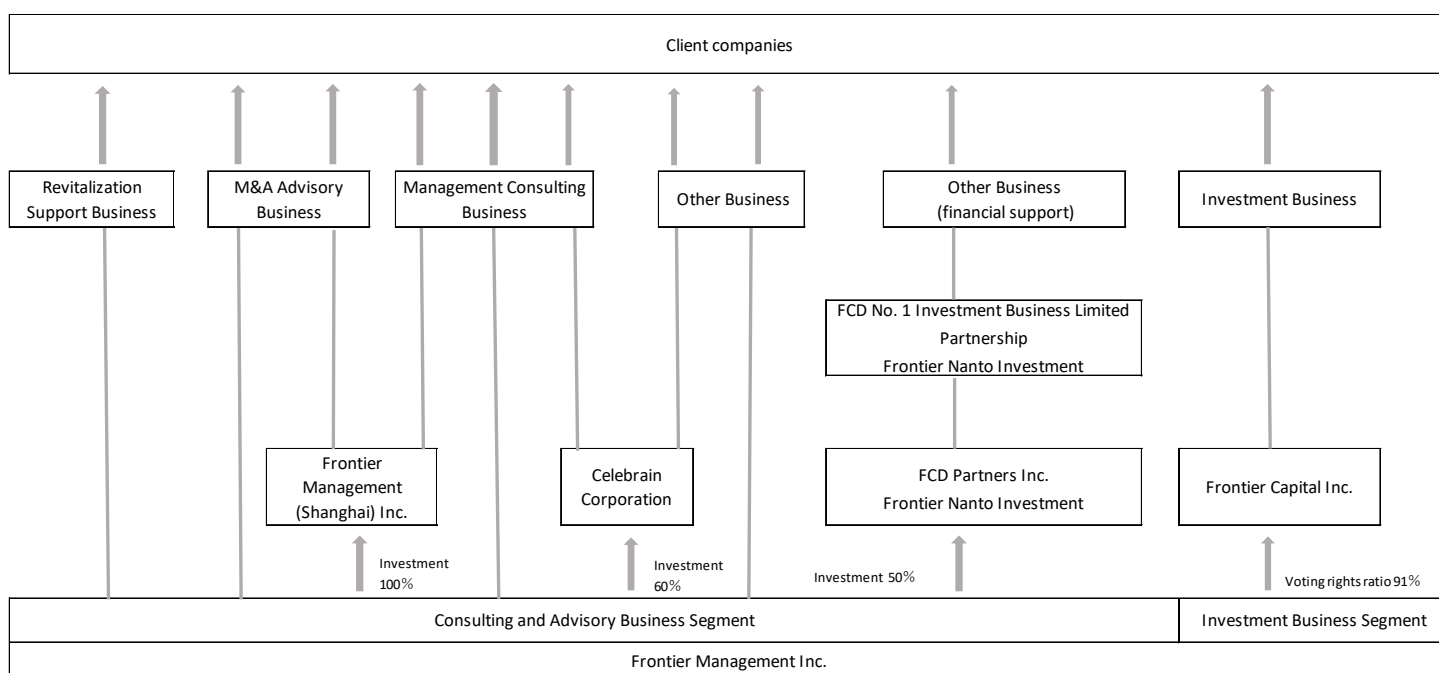 Client companies
Revitalization
Support Business
M&A Advisory
Business
Management Consulting
Business
Other Business
Other Business
(financial support)
Investment Business
FCD No. 1 Investment Business Limited
Partnership
Frontier Nanto Investment
Frontier
Management
(Shanghai) Inc.
Celebrain
Corporation
FCD Partners Inc.
Frontier Nanto Investment
Frontier Capital Inc.
Investment
100%
Investment
60%
Investment 50%
Voting rights ratio 91%
Consulting and Advisory Business Segment
Investment Business Segment
Frontier Management Inc.